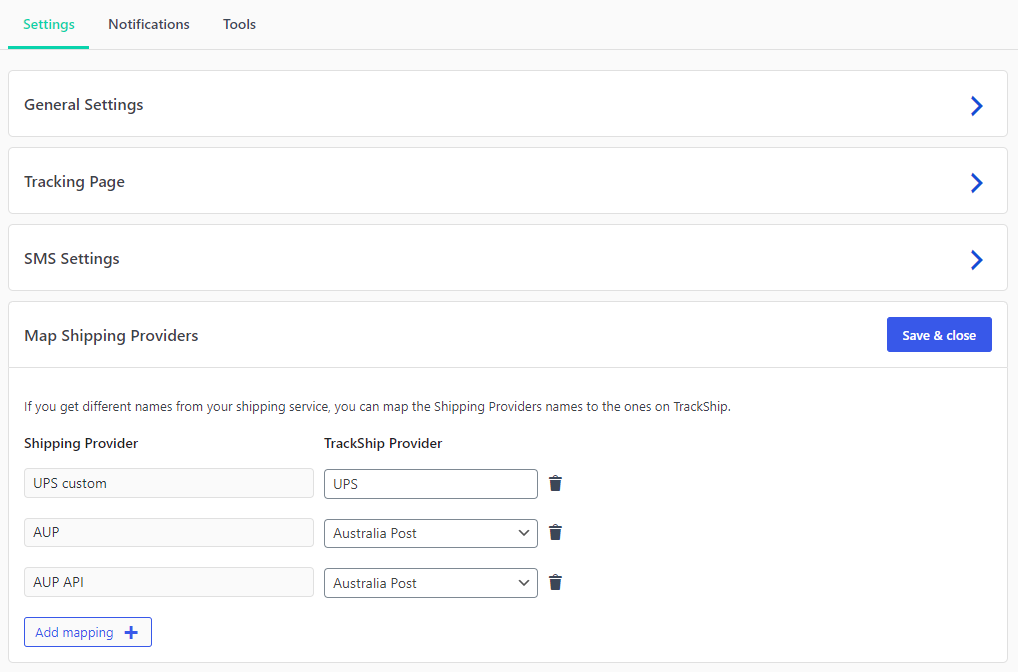 Settings Notifications Tools
General Settings
Tracking Page
SMS Settings
Map Shipping Providers Save & close
If you get different names from your shipping service, you can map the Shipping Providers names to the ones on TrackShip.
Shipping Provider TrackShip Provider
UPS custom UPS
AUP Australia Post
AUP API Australia Post
Add mapping